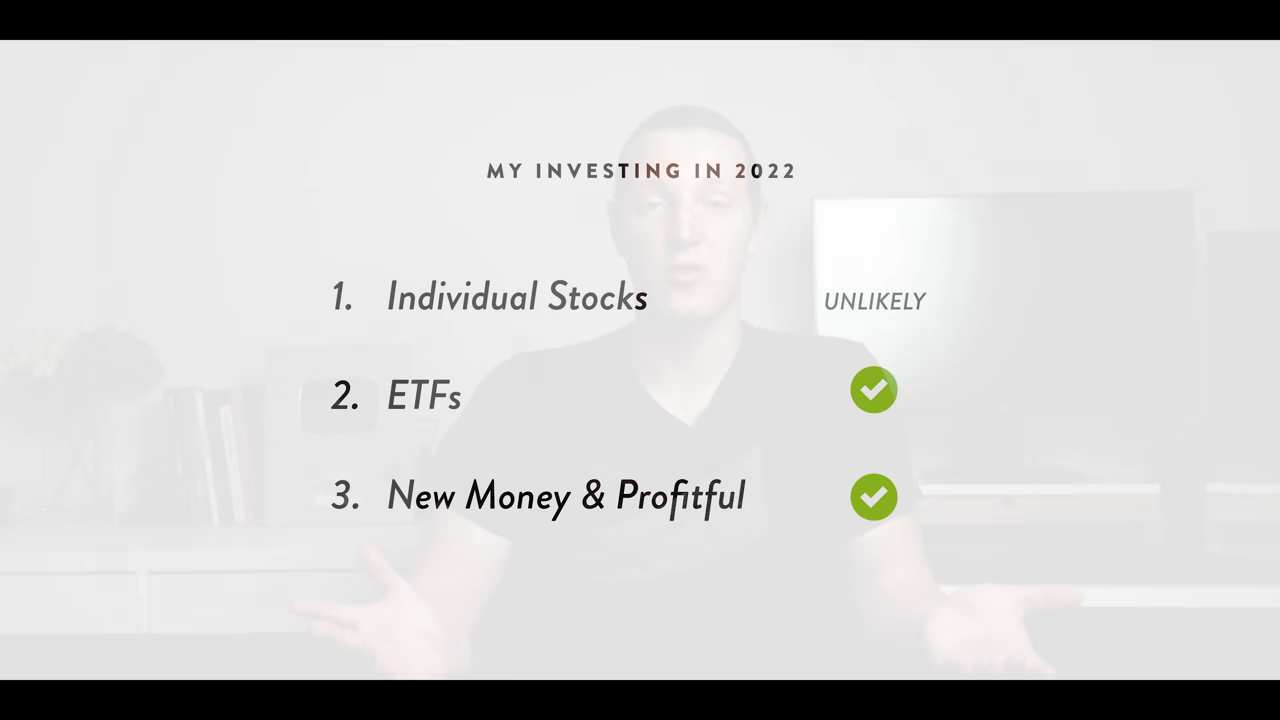 MY INVESTING IN 2022
1. Individual Stocks UNLIKELY
2. ETFs
3. New Money & Profitful